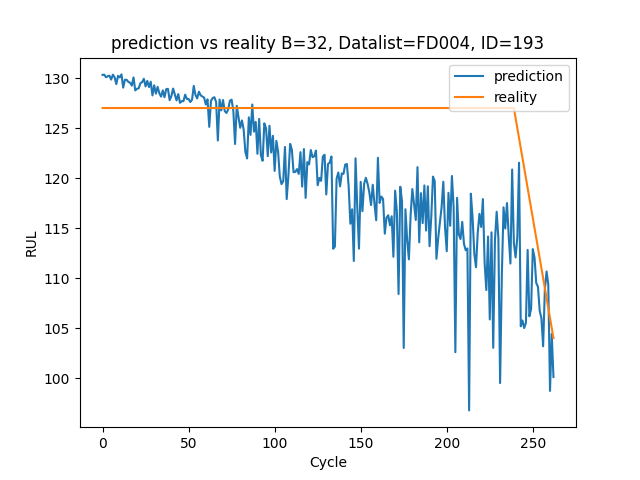 prediction vs reality B=32, Datalist=FD004, ID=193
prediction
reality
130
125
120
115
110
105
100
RUL
0 50 100 150 200 250
Cycle